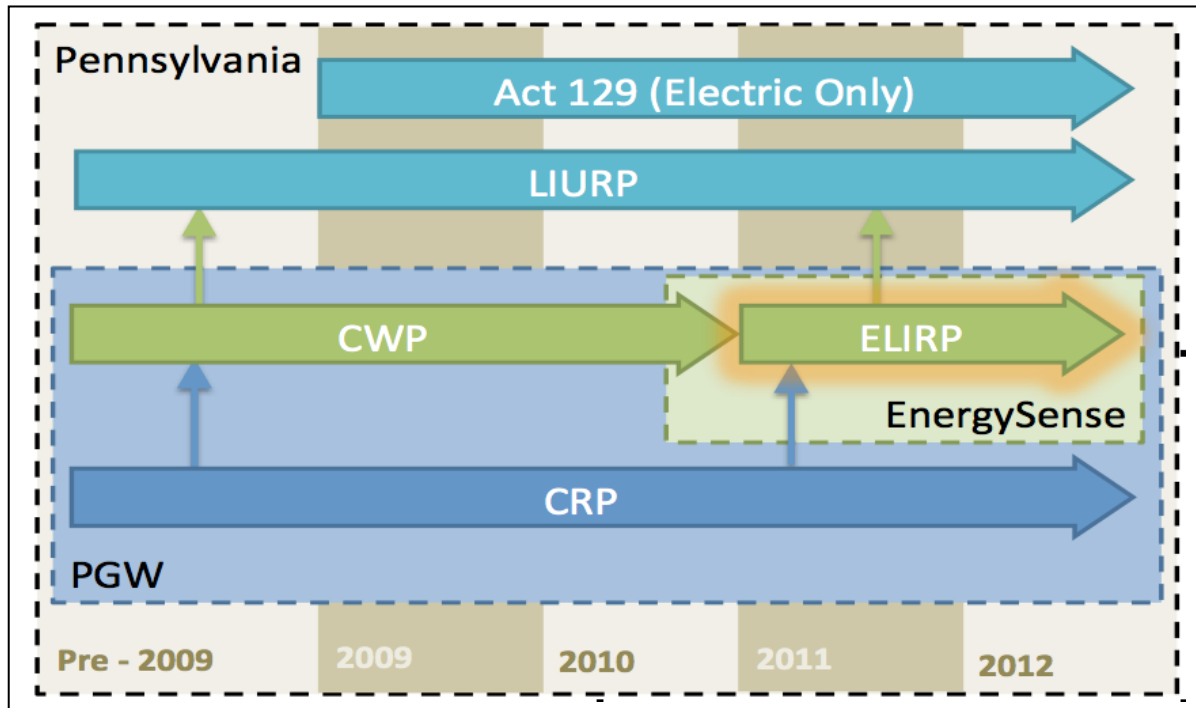 Pennsylvania
Act 129 (Electric Only)
LIURP
CWP
ELIRP
EnergySense
CRP
PGW
Pre - 2009
2009
2010
2011
2012